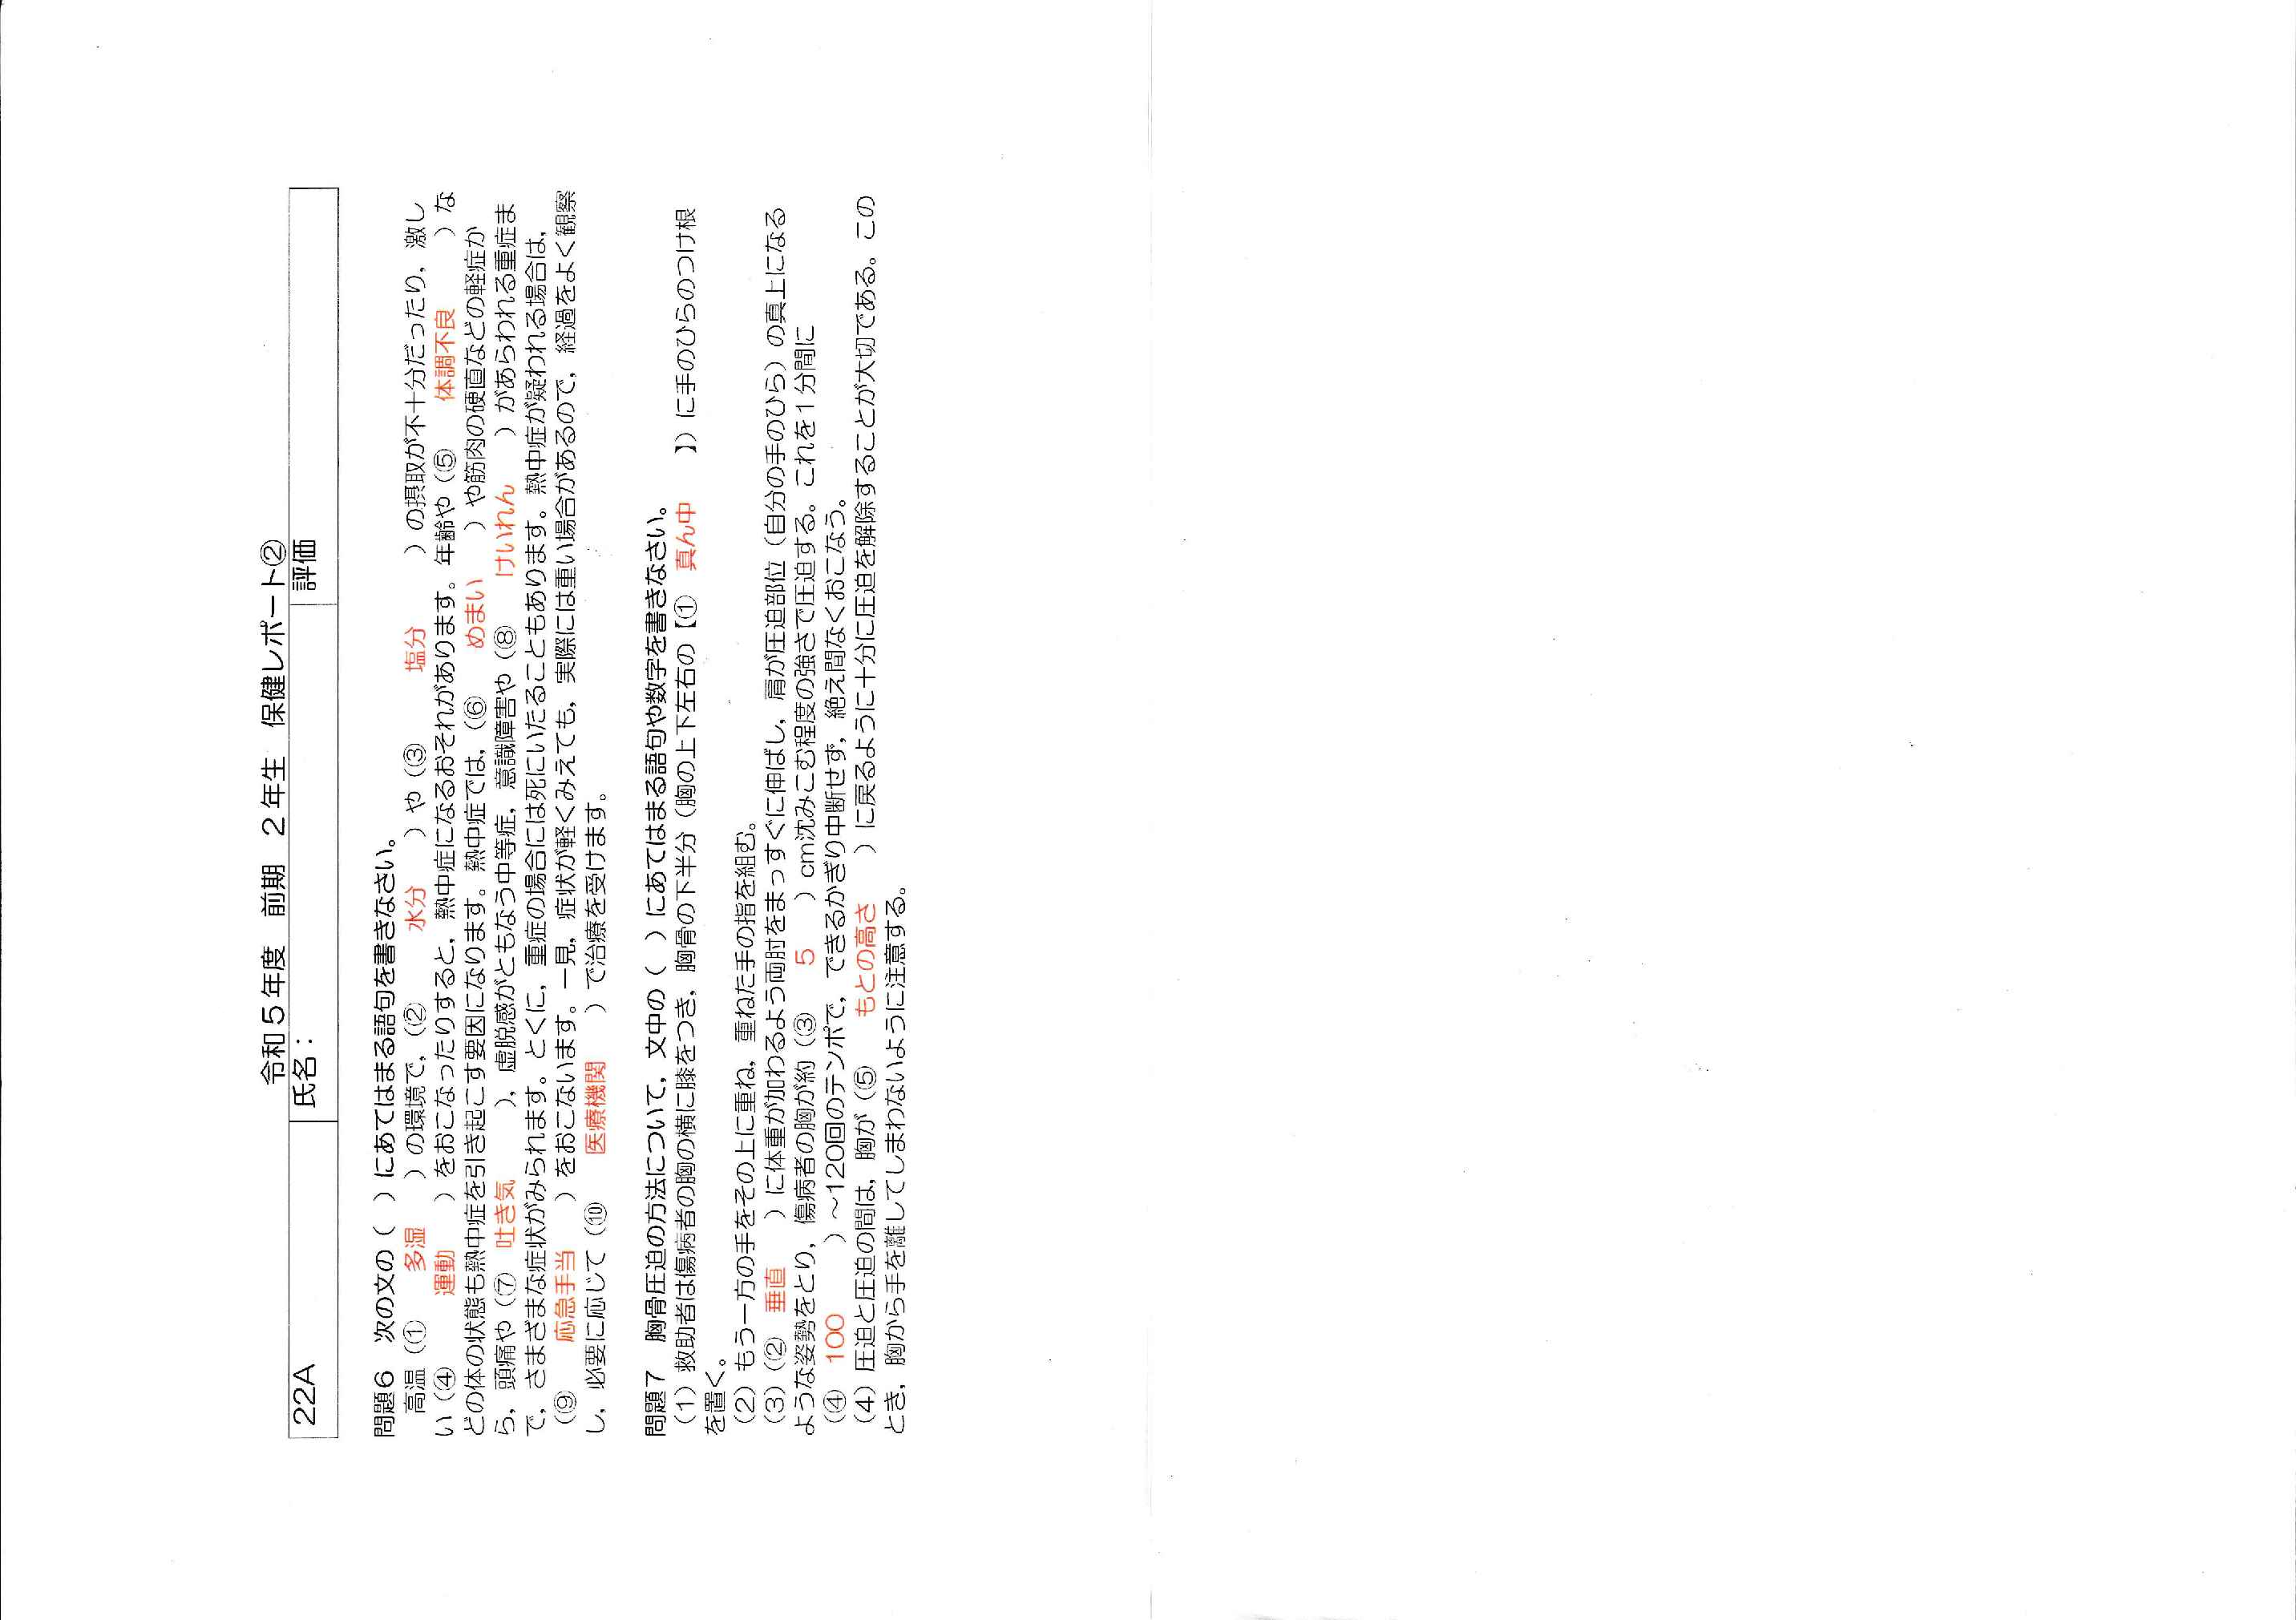 令和５年度　前期　２年生　保健レポート②
22A　氏名：　評価
問題６　次の文の（　）にあてはまる語句を書きなさい。
高温（①　多湿　）の環境で，（②　水分　）や（③　塩分　）の摂取が不十分だったり，激し
い（④　運動　）をおこなったりすると，熱中症になるおそれがあります。年齢や（⑤　体調不良　）な
どの体の状態も熱中症を引き起こす要因になります。熱中症では，（⑥　めまい　）や筋肉の硬直などの軽症か
ら，頭痛や（⑦　吐き気　），虚脱感がともなう中等症，意識障害や（⑧　けいれん　）があらわれる重症ま
で，さまざまな症状がみられます。とくに，重症の場合には死にいたることもあります。熱中症が疑われる場合は，
（⑨　応急手当　）をおこないます。一見，症状が軽くみえても，実際には重い場合があるので，経過をよく観察
し，必要に応じて（⑩　医療機関　）で治療を受けます。
問題７　胸骨圧迫の方法について，文中の（　）にあてはまる語句や数字を書きなさい。
（1）救助者は傷病者の胸の横に膝をつき，胸骨の下半分（胸の上下左右の【①　真ん中　】）に手のひらのつけ根
を置く。
（2）もう一方の手をその上に重ね，重ねた手の指を組む。
（3）（②　垂直　）に体重が加わるよう両肘をまっすぐに伸ばし，肩が圧迫部位（自分の手のひら）の真上になる
ような姿勢をとり，傷病者の胸が約（③　5　）cm沈みこむ程度の強さで圧迫する。これを１分間に
（④　100　）～120回のテンポで，できるかぎり中断せず，絶え間なくおこなう。
（4）圧迫と圧迫の間は，胸が（⑤　もとの高さ　）に戻るように十分に圧迫を解除することが大切である。この
とき，胸から手を離してしまわないように注意する。